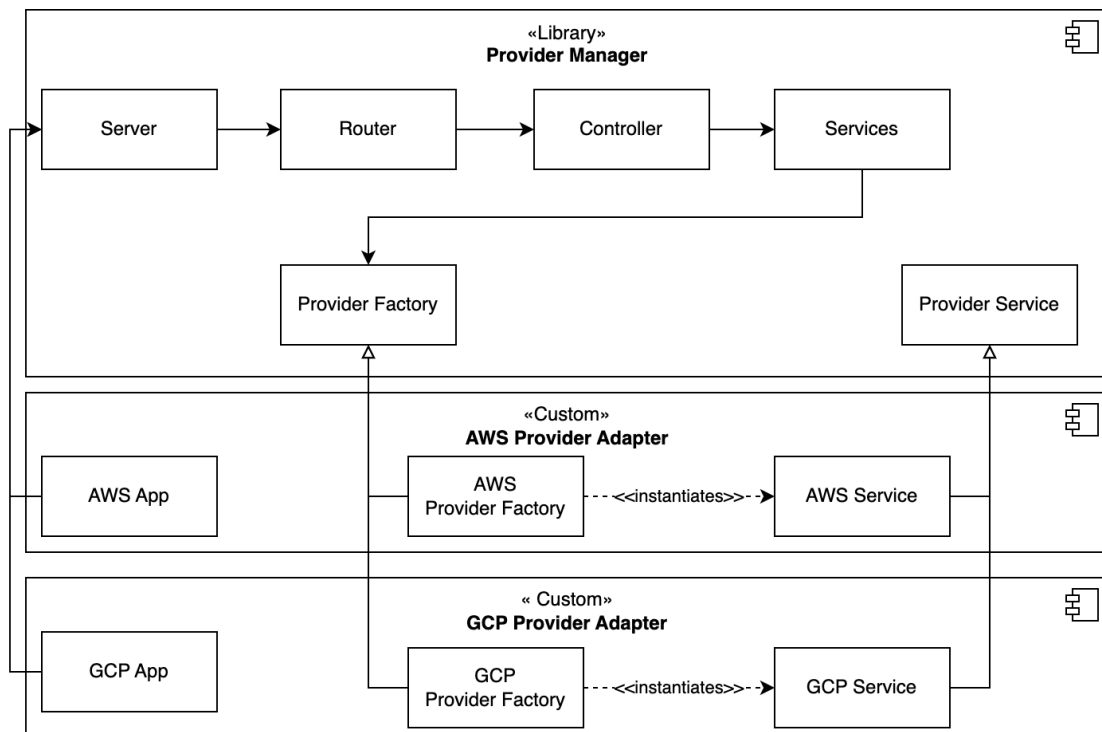 «Library»
Provider Manager
Server
Router
Controller
Services
Provider Factory
Provider Service
«Custom»
AWS Provider Adapter
AWS App
AWS
Provider Factory
<<instantiates>>
AWS Service
« Custom»
GCP Provider Adapter
GCP App
GCP
Provider Factory
<<instantiates>>
GCP Service